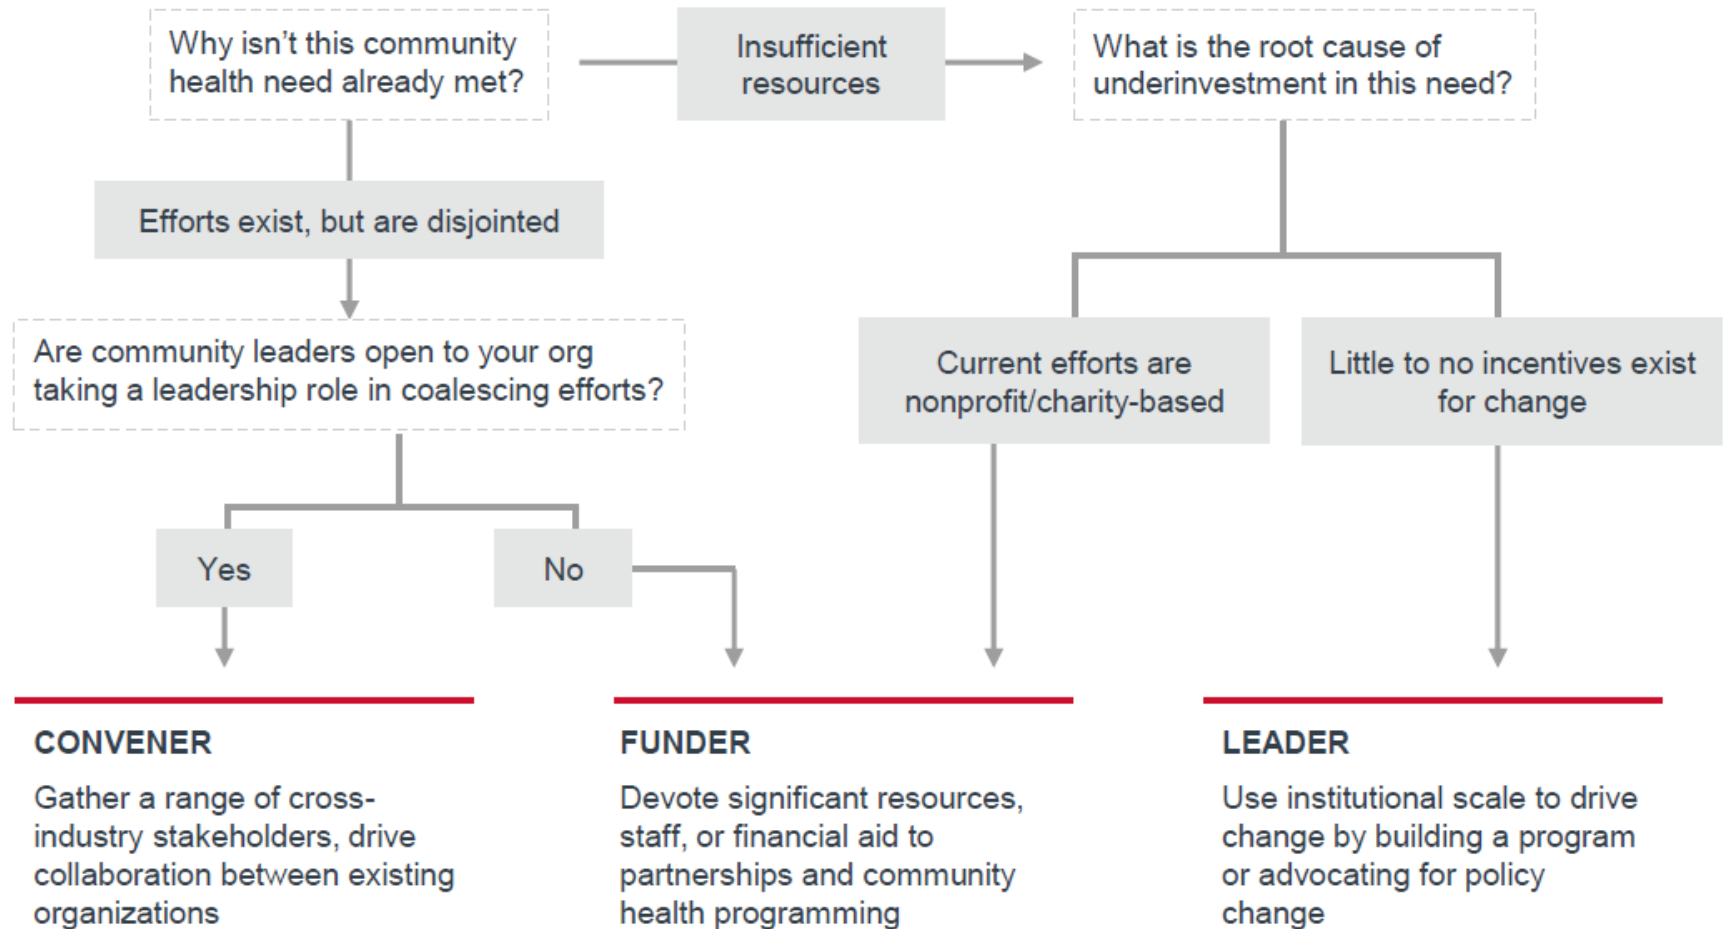 Why isn't this community
health need already met?
Insufficient
resources
What is the root cause of
underinvestment in this need?
Efforts exist, but are disjointed
Are community leaders open to your org
taking a leadership role in coalescing efforts?
Current efforts are
nonprofit/charity-based
Little to no incentives exist
for change
Yes
No
CONVENER
Gather a range of cross-
industry stakeholders, drive
collaboration between existing
organizations
FUNDER
Devote significant resources,
staff, or financial aid to
partnerships and community
health programming
LEADER
Use institutional scale to drive
change by building a program
or advocating for policy
change